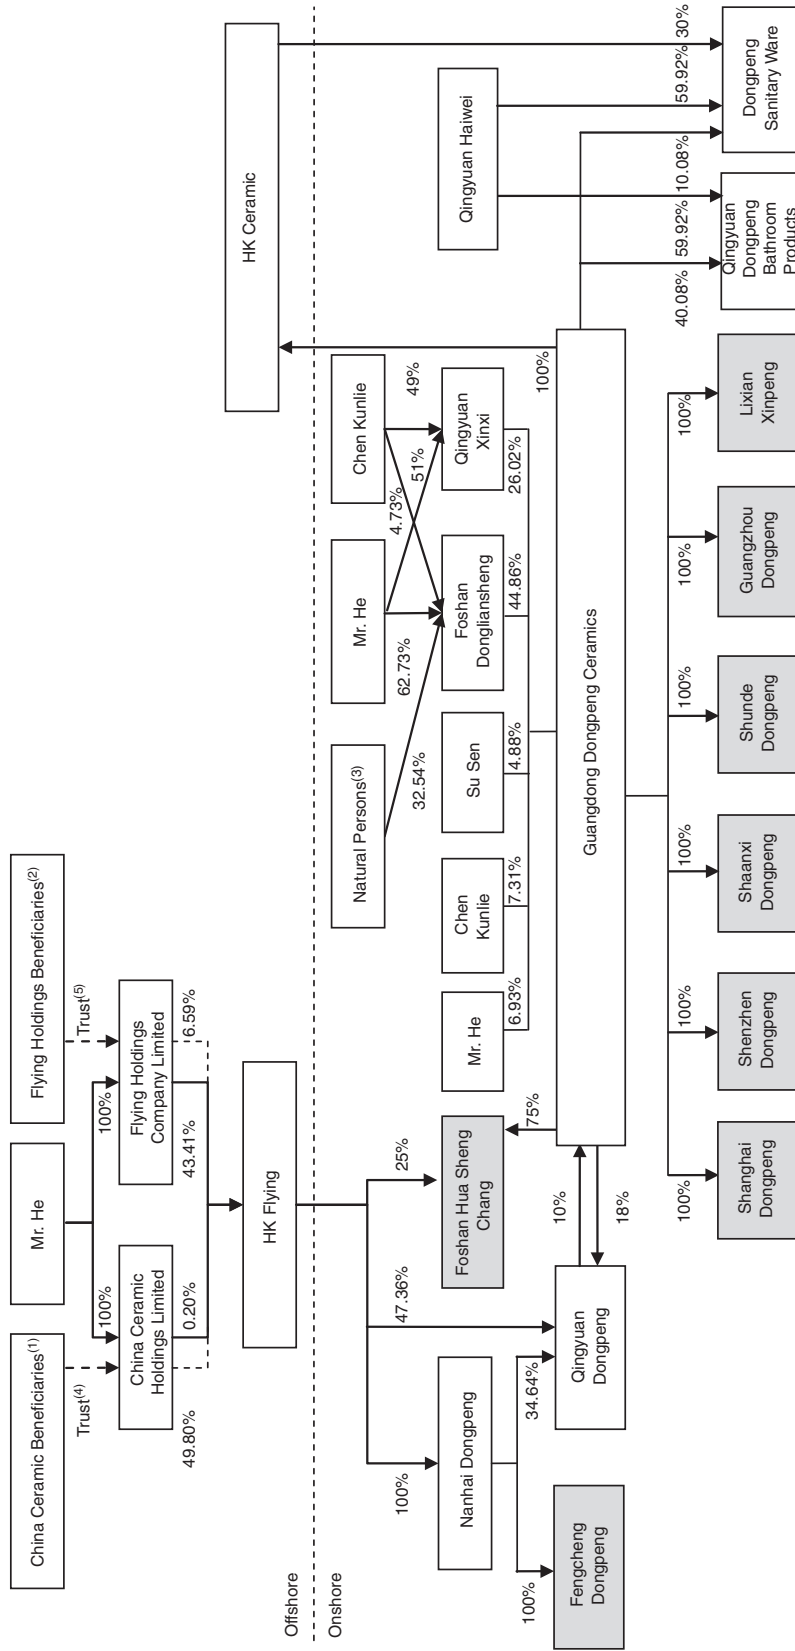 China Ceramic Beneficiaries(1)
Mr. He
Flying Holdings Beneficiaries(2)
Trust(4)
100%
100%
Trust(5)
China Ceramic
Holdings Limited
Flying Holdings
Company Limited
49.80%
0.20%
43.41%
6.59%
HK Flying
HK Ceramic
Offshore
Onshore
Natural Persons(3)
Mr. He
Chen Kunlie
100%
47.36%
25%
32.54%
62.73%
4.73%
51%
49%
Nanhai Dongpeng
Foshan Hua Sheng
Chang
Mr. He
Chen
Kunlie
Su Sen
Foshan
Dongliansheng
Qingyuan
Xinxi
Qingyuan Haiwei
6.93%
7.31%
4.88%
44.86%
26.02%
100%
34.64%
75%
100%
Fengcheng
Dongpeng
Qingyuan
Dongpeng
10%
18%
Guangdong Dongpeng Ceramics
100%
100%
100%
100%
100%
100%
40.08%
59.92%
10.08%
59.92%
30%
Shanghai
Dongpeng
Shenzhen
Dongpeng
Shaanxi
Dongpeng
Shunde
Dongpeng
Guangzhou
Dongpeng
Lixian
Xinpeng
Qingyuan
Dongpeng
Bathroom
Products
Dongpeng
Sanitary Ware